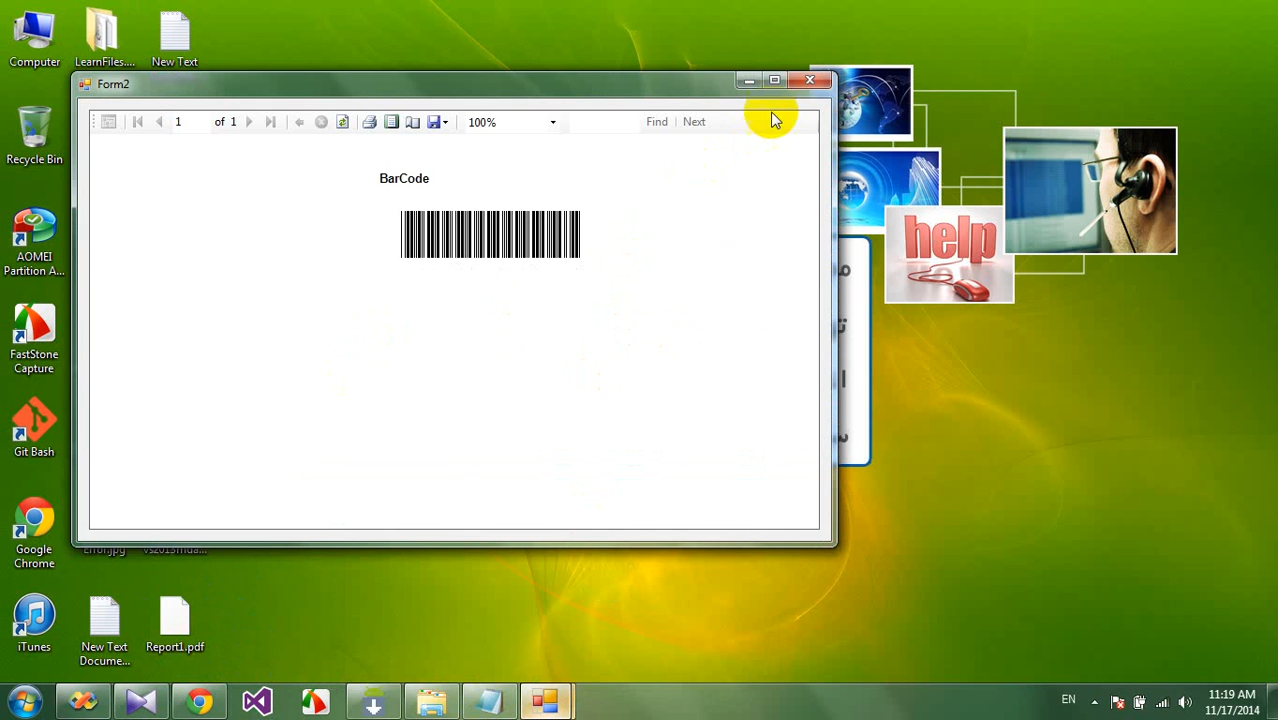 Computer
LearnFiles....
New Text
Recycle Bin
AOMEI
Partition A...
FastStone
Capture
Git Bash
Google
Chrome
iTunes
New Text
Docume...
Report1.pdf
Form2
1
of 1
100%
Find
Next
BarCode
help
EN
11:19 AM
11/17/2014